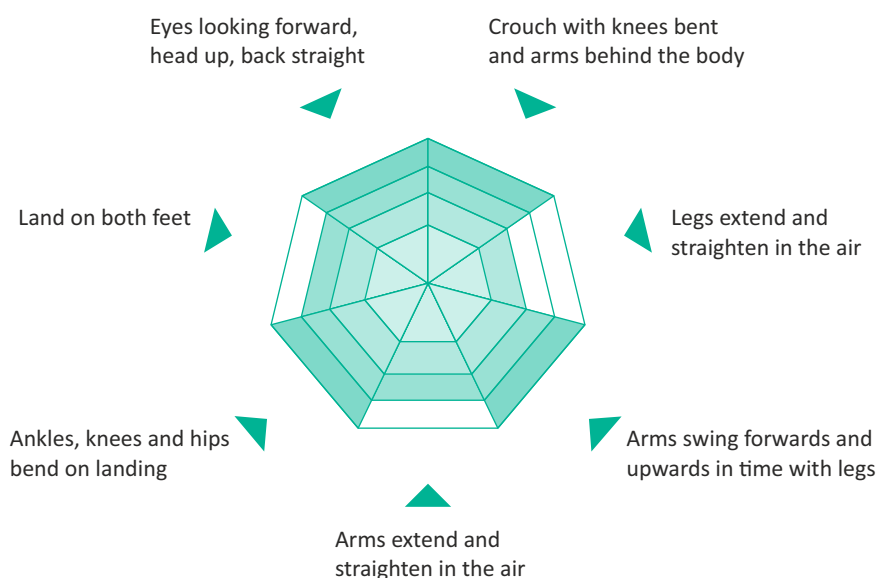 Eyes looking forward,
head up, back straight
Crouch with knees bent
and arms behind the body
Land on both feet
Legs extend and
straighten in the air
Ankles, knees and hips
bend on landing
Arms swing forwards and
upwards in time with legs
Arms extend and
straighten in the air